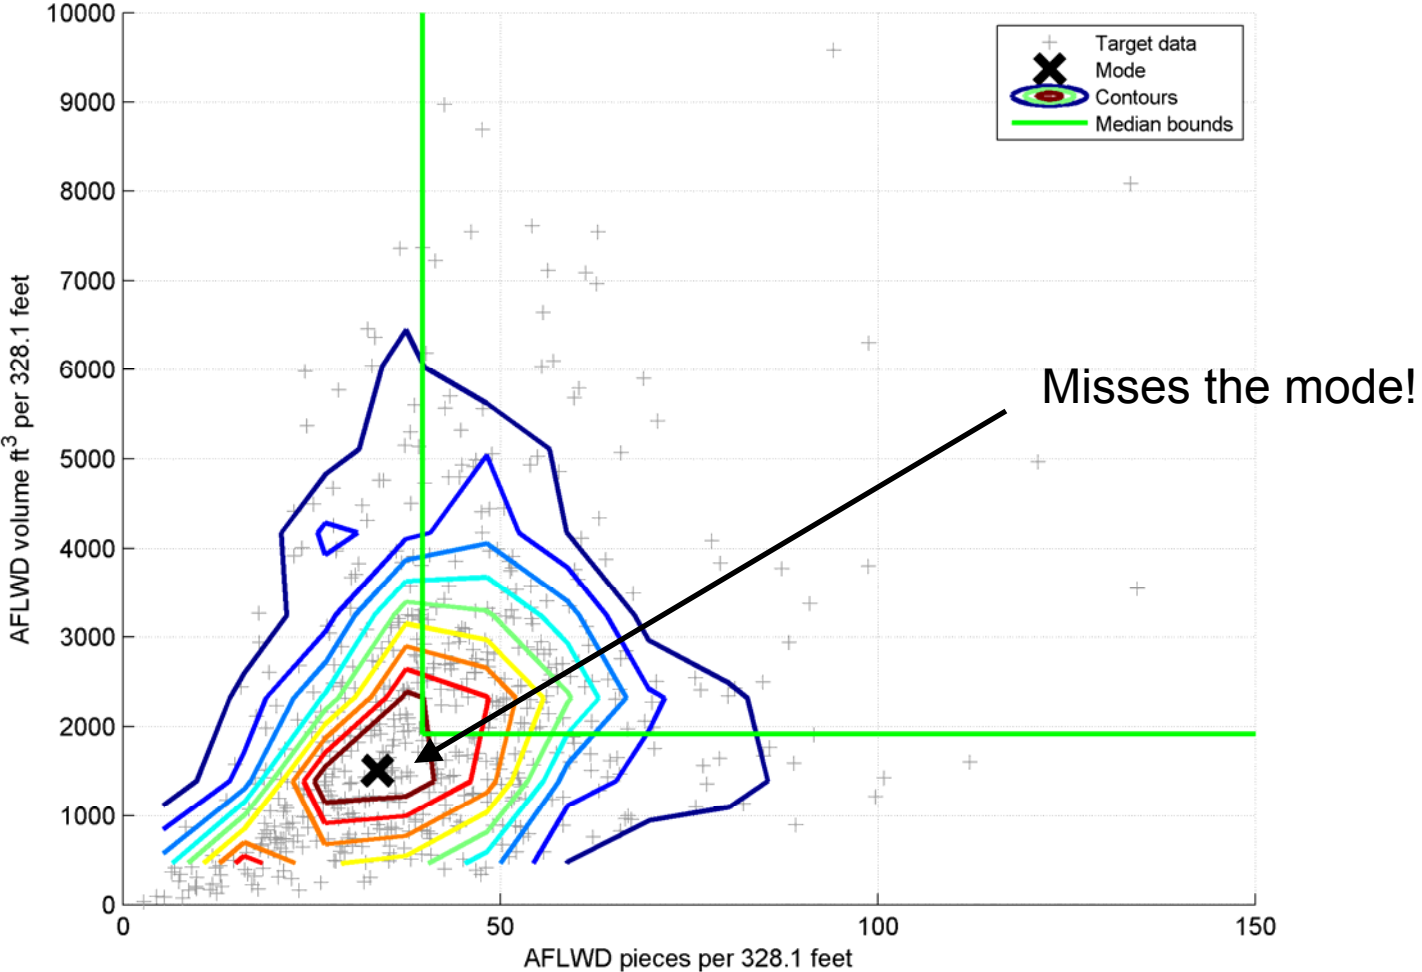 10000
9000
8000
7000
6000
5000
4000
3000
2000
1000
0
AFLWD volume ft³ per 328.1 feet
Target data
Mode
Contours
Median bounds
Misses the mode!
0
50
100
150
AFLWD pieces per 328.1 feet